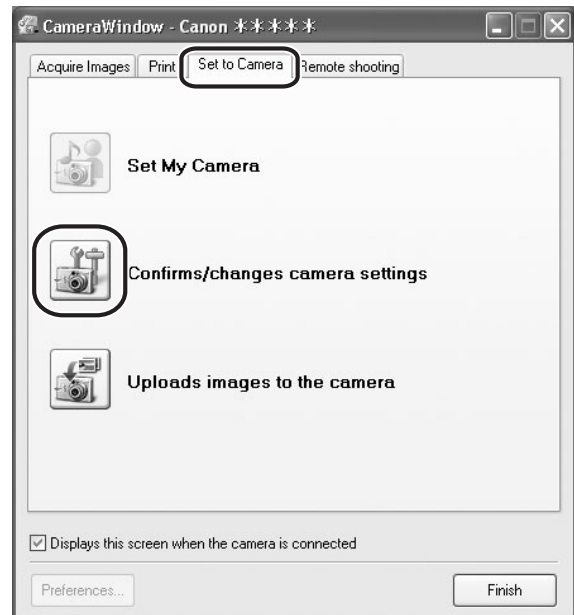 CameraWindow - Canon *****
Acquire Images Print Set to Camera Remote shooting
Set My Camera
Confirms/changes camera settings
Uploads images to the camera
Displays this screen when the camera is connected
Preferences... Finish